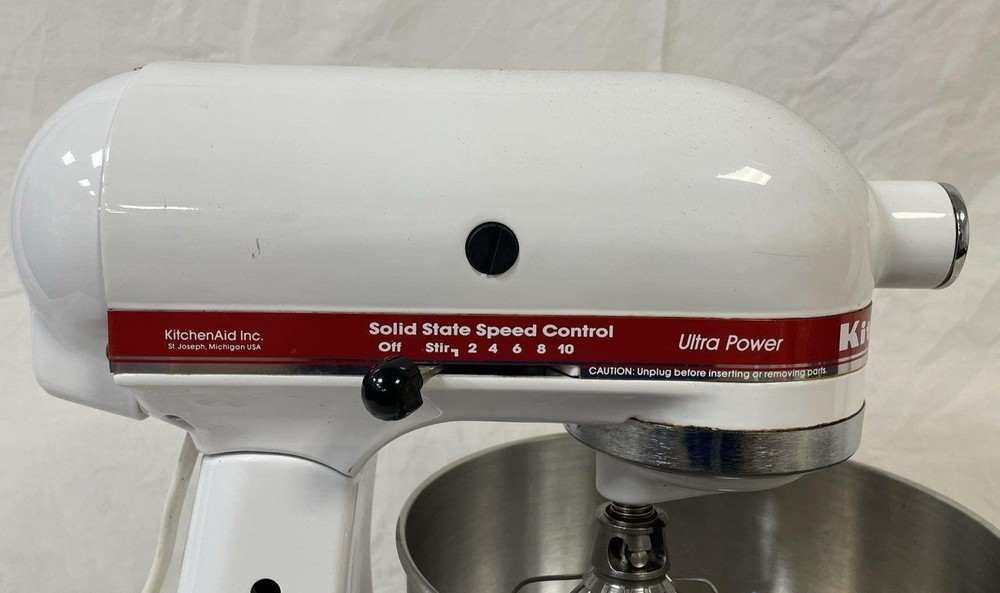 KitchenAid Inc.
St. Joseph, Michigan USA
Solid State Speed Control
Off Stir 2 4 6 8 10
Ultra Power
Ki
CAUTION: Unplug before inserting or removing parts